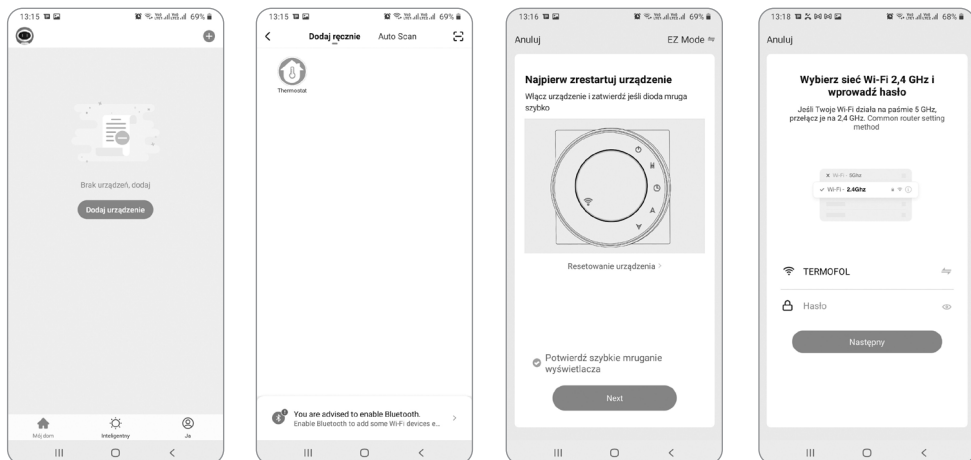 13:15
69%
Brak urządzeń, dodaj
Dodaj urządzenie
Mój dom
Inteligentny
Ja
13:15
69%
Dodaj ręcznie
Auto Scan
Thermostat
You are advised to enable Bluetooth.
Enable Bluetooth to add some Wi-Fi devices e...
13:16
69%
Anuluj
EZ Mode
Najpierw zrestartuj urządzenie
Włącz urządzenie i zatwierdź jeśli dioda mruga
szybko
M
Resetowanie urządzenia
Potwierdź szybkie mruganie
wyświetlacza
Next
13:18
68%
Anuluj
Wybierz sieć Wi-Fi 2,4 GHz i
wprowadź hasło
Jeśli Twoje Wi-Fi działa na paśmie 5 GHz,
przełącz je na 2,4 GHz. Common router setting
method
Wi-Fi - 5Ghz
Wi-Fi - 2.4Ghz
TERMOFOL
Hasło
Następny